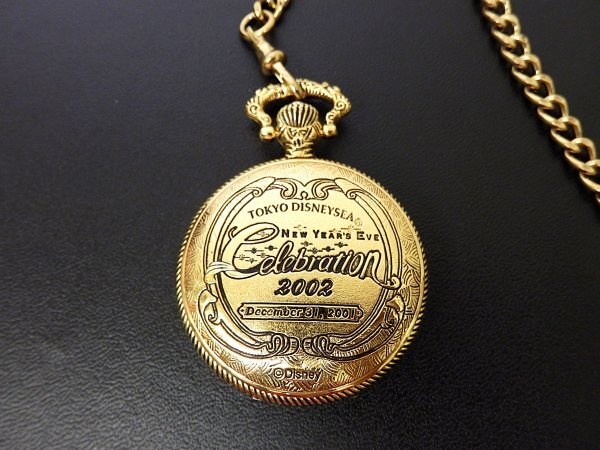 TOKYO DISNEYSEA®
NEW YEAR'S EVE
Celebration
2002
December 31, 2001
©Disney